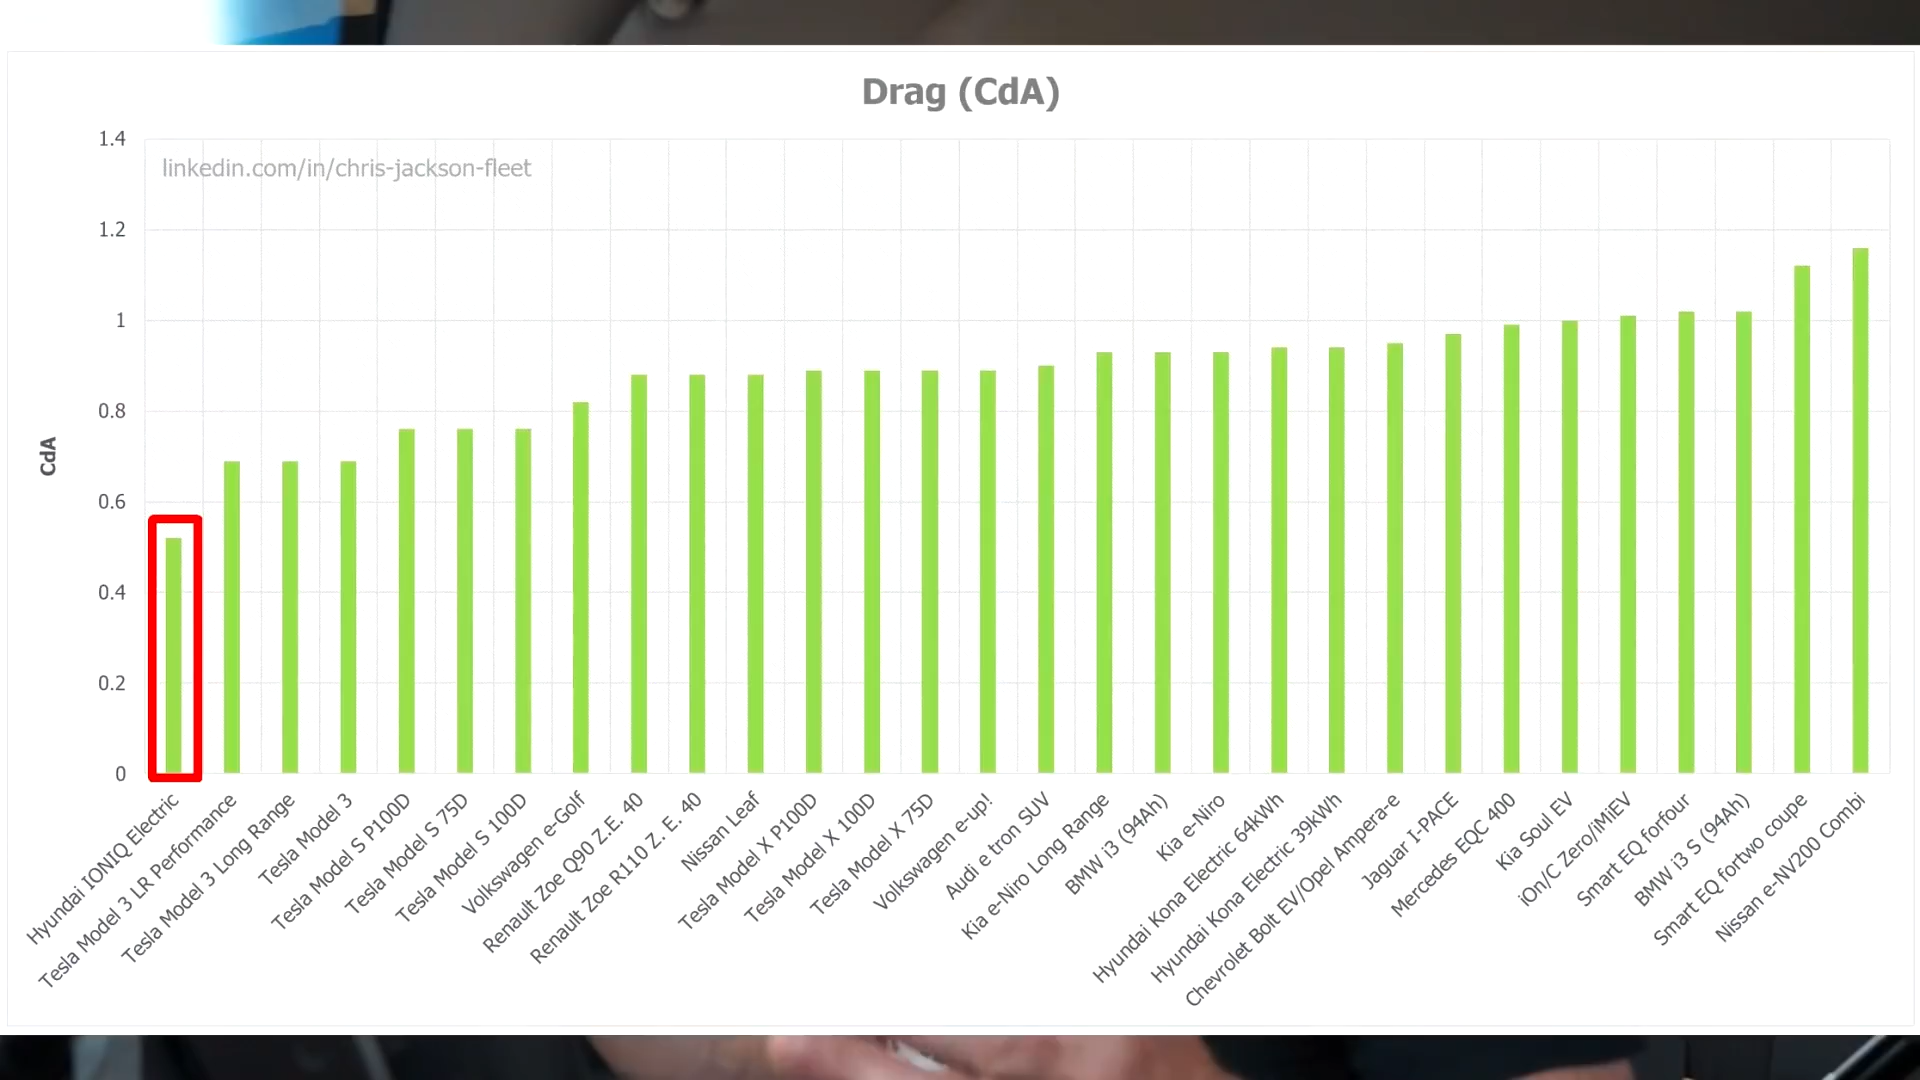 Drag (CdA)
linkedin.com/in/chris-jackson-fleet
1.4
1.2
1
0.8
0.6
0.4
0.2
0
CdA
Hyundai IONIQ Electric
Tesla Model 3 LR Performance
Tesla Model 3 Long Range
Tesla Model 3
Tesla Model S P100D
Tesla Model S 75D
Tesla Model S 100D
Volkswagen e-Golf
Renault Zoe Q90 Z.E. 40
Renault Zoe R110 Z. E. 40
Nissan Leaf
Tesla Model X P100D
Tesla Model X 100D
Tesla Model X 75D
Volkswagen e-up!
Audi e tron SUV
Kia e-Niro Long Range
BMW i3 (94Ah)
Kia e-Niro
Hyundai Kona Electric 64kWh
Hyundai Kona Electric 39kWh
Chevrolet Bolt EV/Opel Ampera-e
Jaguar I-PACE
Mercedes EQC 400
Kia Soul EV
iOn/C Zero/iMiEV
Smart EQ forfour
BMW i3 S (94Ah)
Smart EQ fortwo coupe
Nissan e-NV200 Combi